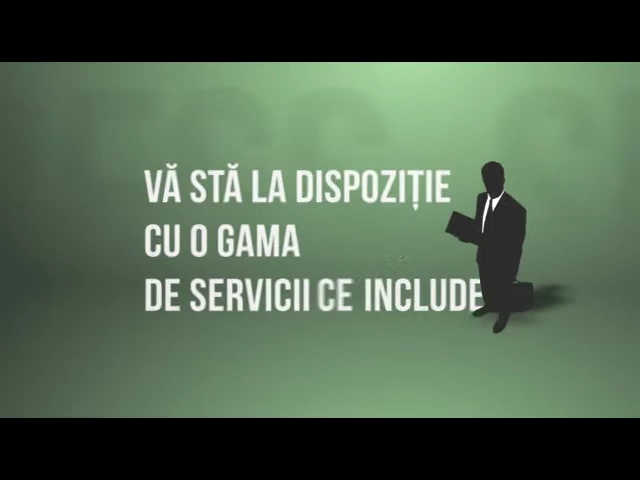 VĂ STĂ LA DISPOZIȚIE
CU O GAMA
DE SERVICII CE INCLUDE